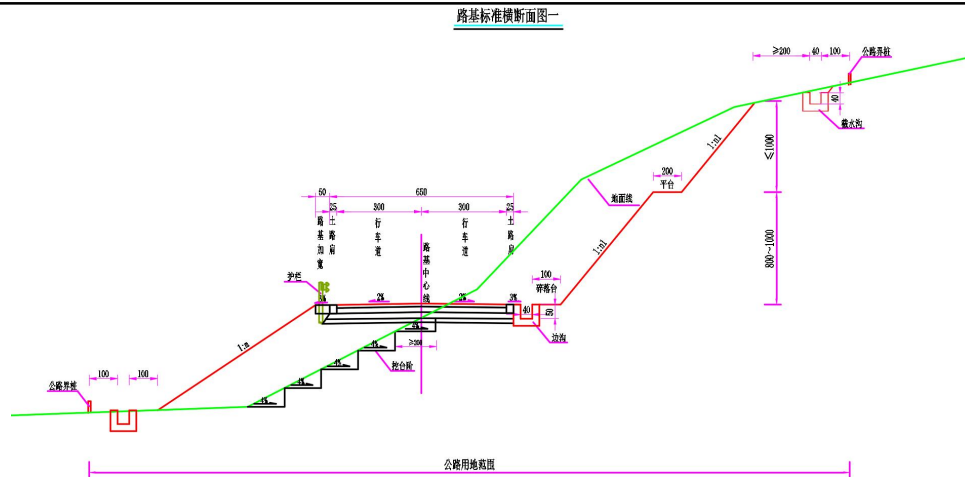 路基标准横断面图一
≥200
40
100
公路界桩
40
截水沟
≤1000
1:n1
200
平台
地面线
50
650
25
300
300
25
路基加宽
土路肩
行车道
路基中心线
行车道
土路肩
1:n1
800~1000
护栏
100
碎落台
3%
2%
2%
3%
40
50
边沟
4%
≥200
1:n
4%
挖台阶
4%
4%
4%
公路界桩
100
100
公路用地范围